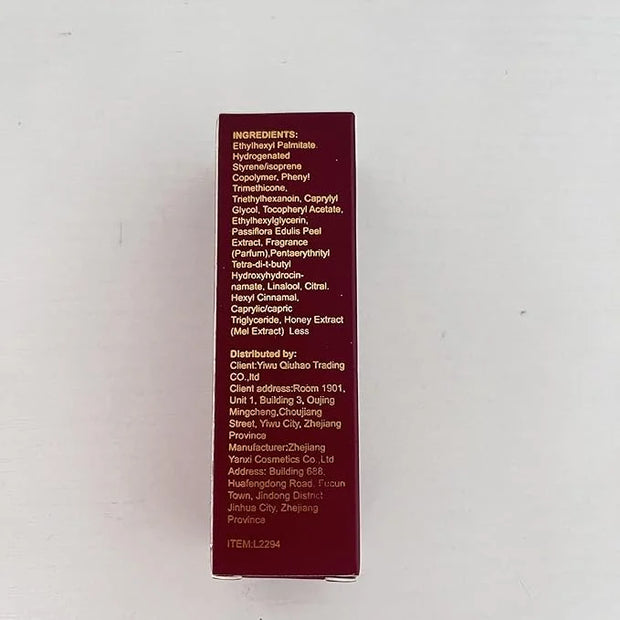 INGREDIENTS:
Ethylhexyl Palmitate.
Hydrogenated
Styrene/isoprene
Copolymer, Phenyl
Trimethicone,
Triethylhexanoin, Caprylyl
Glycol, Tocopheryl Acetate,
Ethylhexylglycerin,
Passiflora Edulis Peel
Extract, Fragrance
(Parfum),Pentaerythrityl
Tetra-di-t-butyl
Hydroxyhydrocin-
namate, Linalool, Citral.
Hexyl Cinnamal,
Caprylic/capric
Triglyceride, Honey Extract
(Mel Extract) Less
Distributed by:
Client:Yiwu Qiuhao Trading
CO.,ltd
Client address:Room 1901,
Unit 1, Building 3, Oujing
Mingcheng,Choujiang
Street, Yiwu City, Zhejiang
Province
Manufacturer:Zhejiang
Yanxi Cosmetics Co.,Ltd
Address: Building 688,
Huafengdong Road, Fucun
Town, Jindong District
Jinhua City, Zhejiang
Province
ITEM:L2294